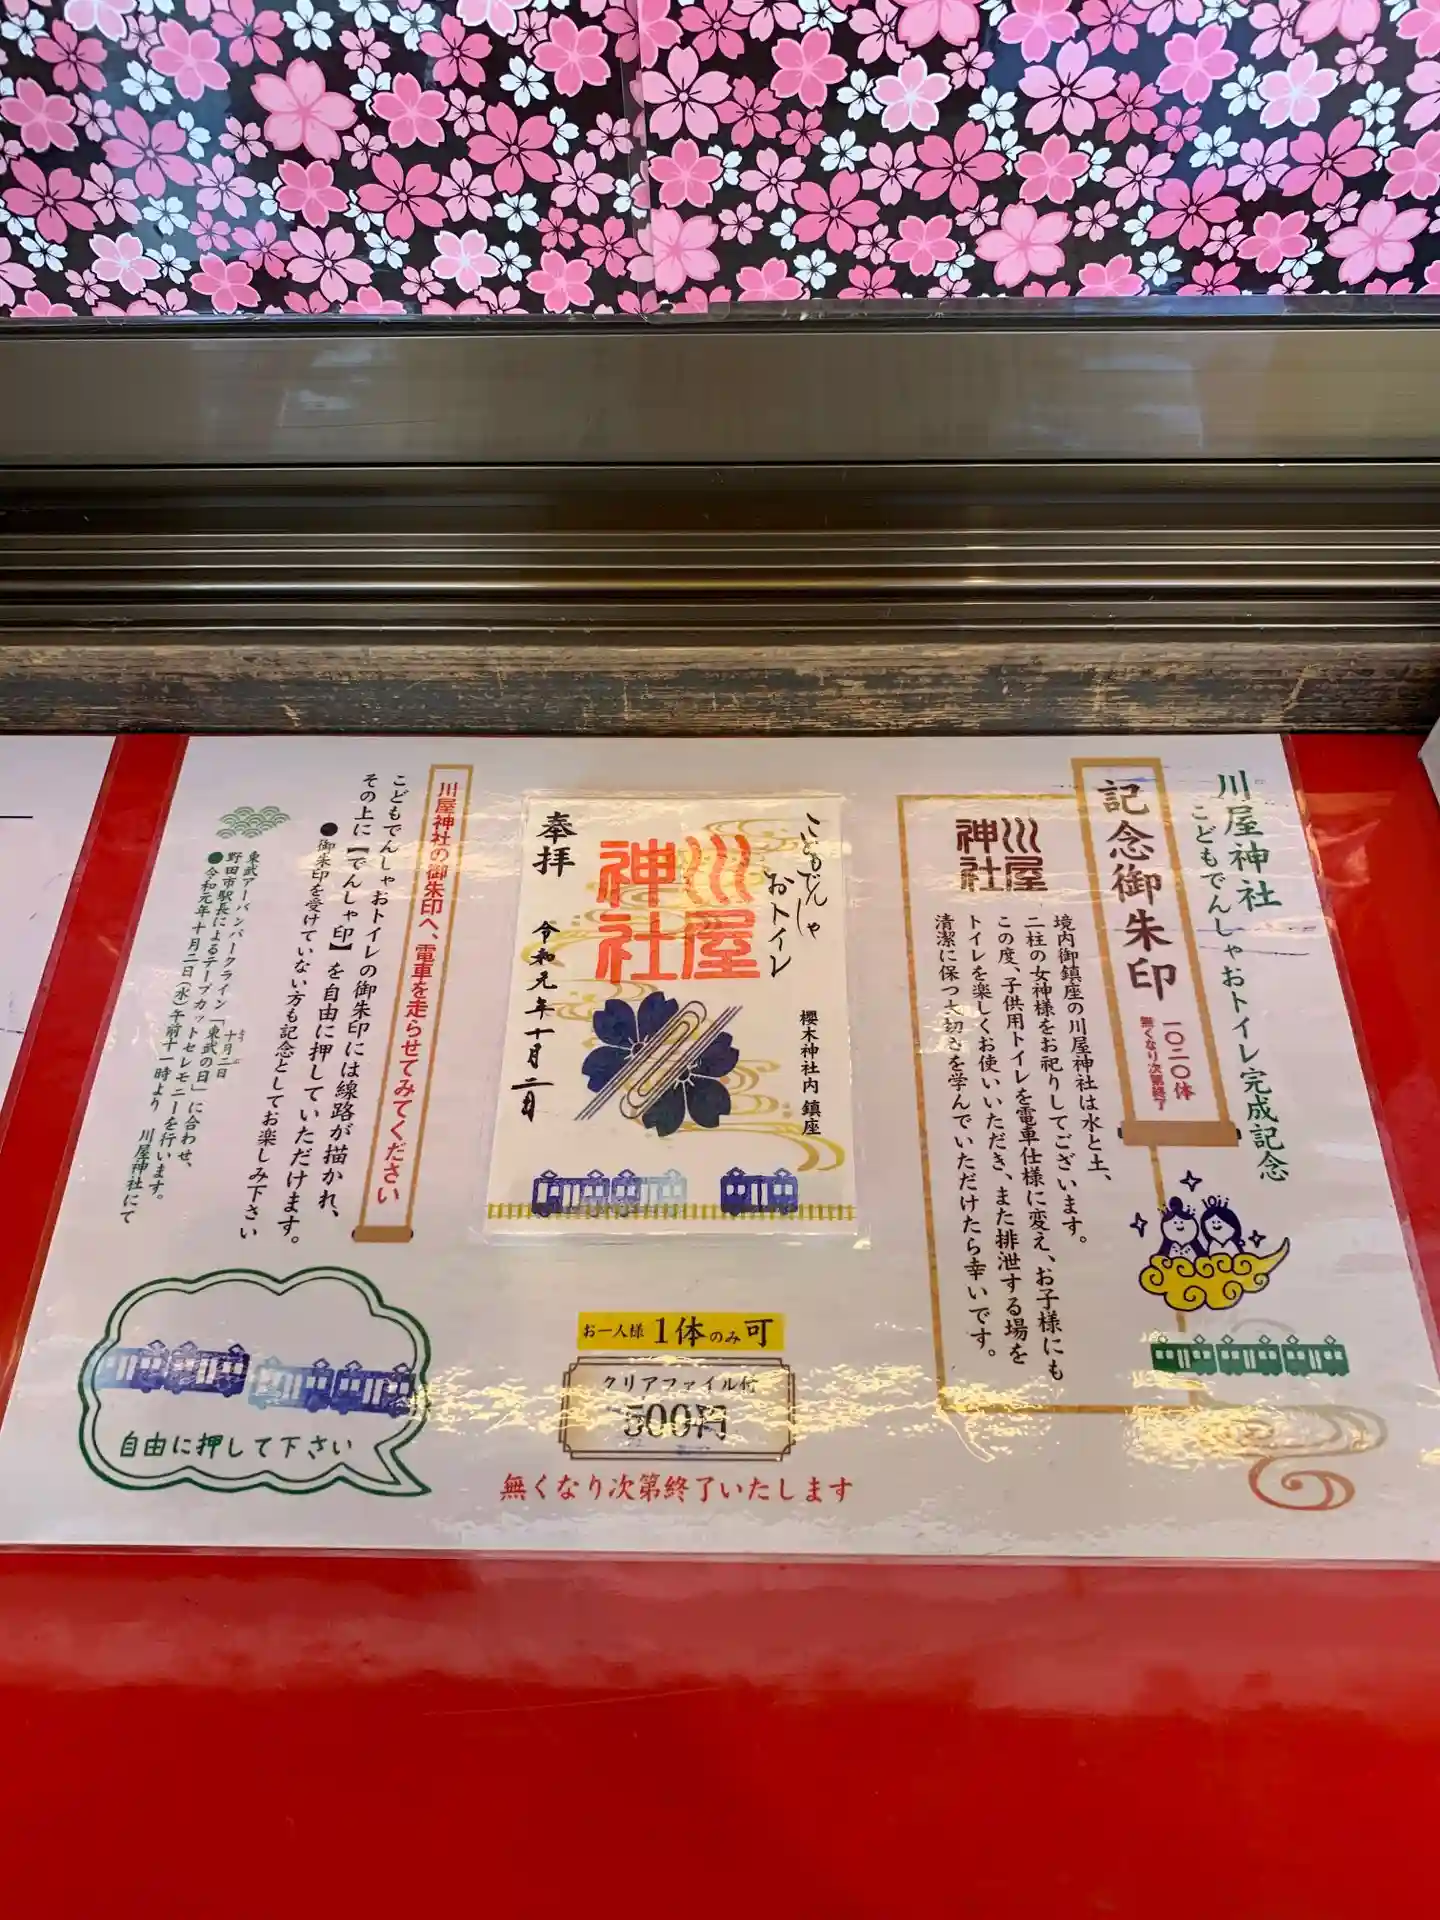 川屋神社
こどもでんしゃおトイレ完成記念
記念御朱印
一〇二〇体
無くなり次第終了
川屋
神社
境内御鎮座の川屋神社は水と土、
二柱の女神様をお祀りしてございます。
この度、子供用トイレを電車仕様に変え、お子様にも
トイレを楽しくお使いいただき、また排泄する場を
清潔に保つ大切さを学んでいただけたら幸いです。
こどもでんしゃ
おトイレ
川屋
神社
櫻木神社内 鎮座
奉拝
令和元年十月二日
お一人様 1体のみ可
クリアファイル付
500円
無くなり次第終了いたします
川屋神社の御朱印へ、電車を走らせてみてください
こどもでんしゃおトイレの御朱印には線路が描かれ、
その上に【でんしゃ印】を自由に押していただけます。
●御朱印を受けていない方も記念としてお楽しみ下さい
十月二日
東武アーバンパークライン「東武の日」に合わせ、
野田市駅長によるテープカットセレモニーを行います。
●令和元年十月二日(水)午前十一時より 川屋神社にて
自由に押して下さい